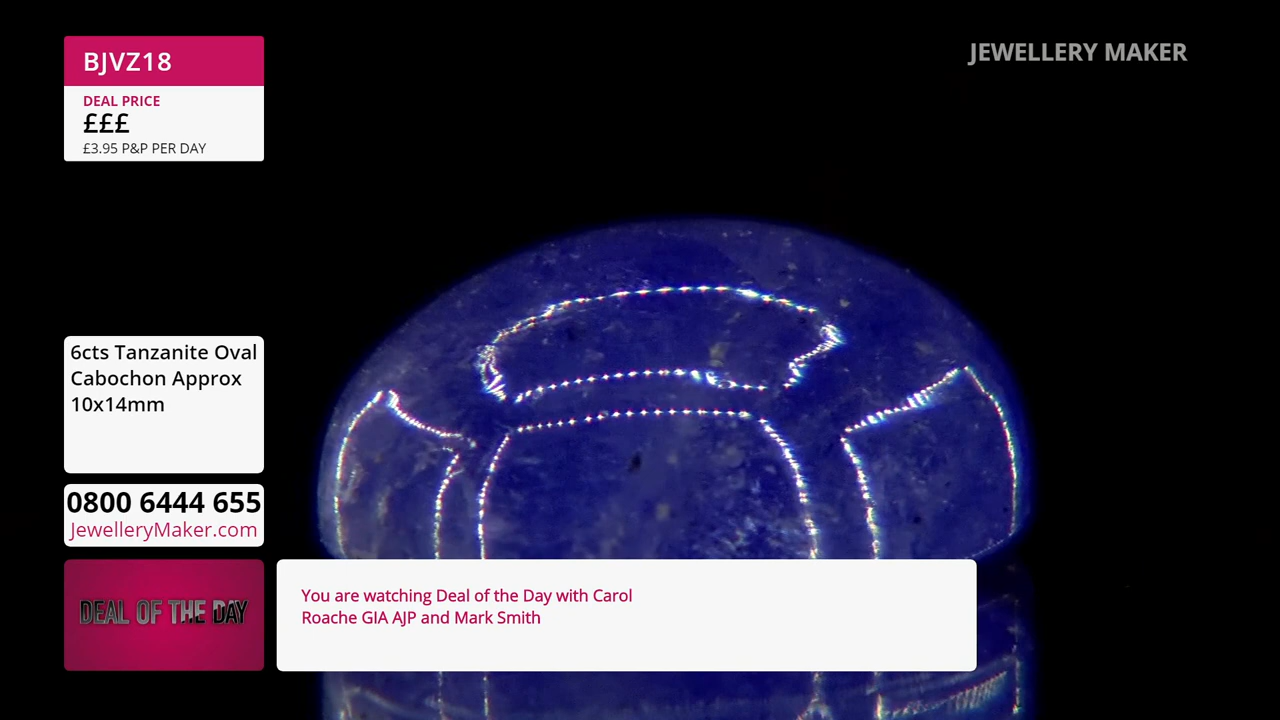 BJVZ18
DEAL PRICE
£££
£3.95 P&P PER DAY
JEWELLERY MAKER
6cts Tanzanite Oval
Cabochon Approx
10x14mm
0800 6444 655
JewelleryMaker.com
DEAL OF THE DAY
You are watching Deal of the Day with Carol
Roache GIA AJP and Mark Smith